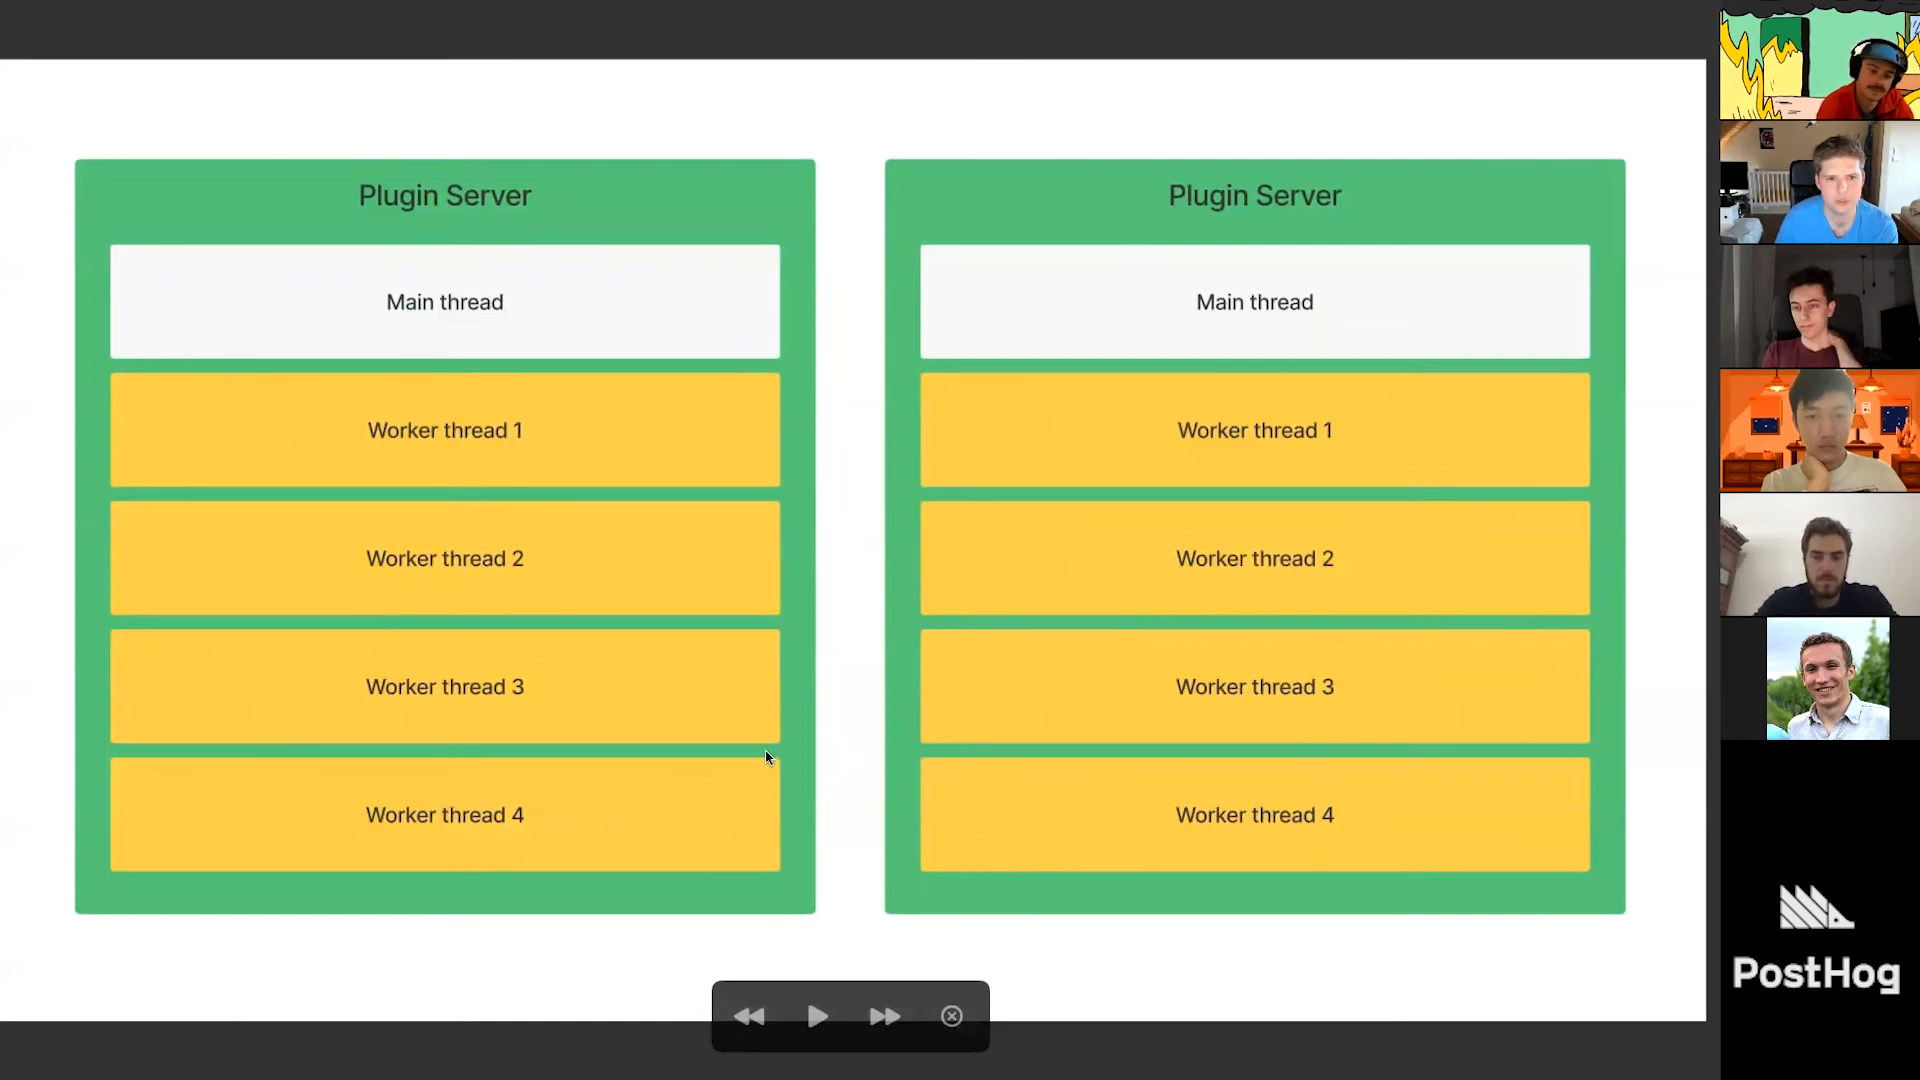 Plugin Server
Main thread
Worker thread 1
Worker thread 2
Worker thread 3
Worker thread 4
Plugin Server
Main thread
Worker thread 1
Worker thread 2
Worker thread 3
Worker thread 4
PostHog